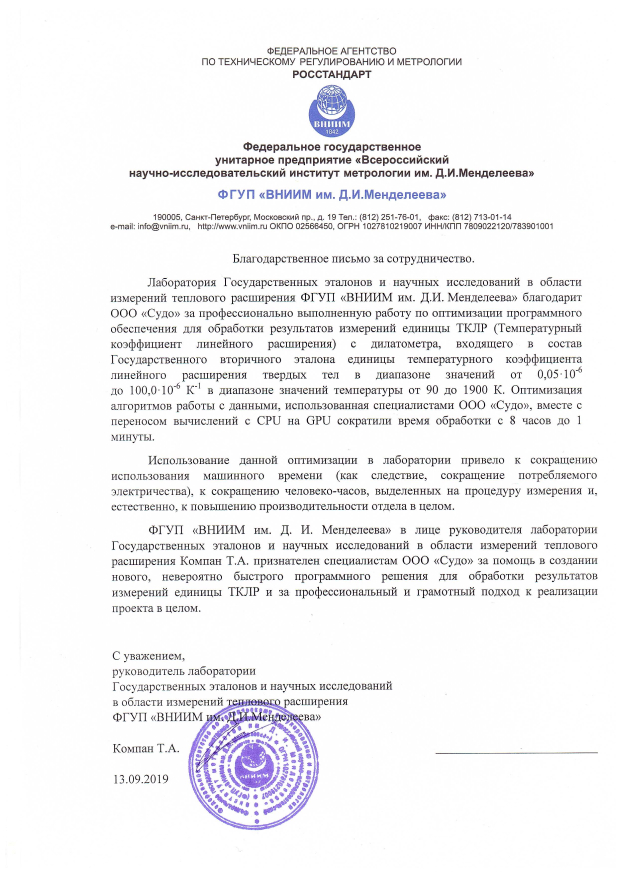 ФЕДЕРАЛЬНОЕ АГЕНТСТВО
ПО ТЕХНИЧЕСКОМУ РЕГУЛИРОВАНИЮ И МЕТРОЛОГИИ
РОССТАНДАРТ
ВНИИМ
1842
Федеральное государственное
унитарное предприятие «Всероссийский
научно-исследовательский институт метрологии им. Д.И.Менделеева»
ФГУП «ВНИИМ им. Д.И.Менделеева»
190005, Санкт-Петербург, Московский пр., д. 19 Тел.: (812) 251-76-01, факс: (812) 713-01-14
e-mail: info@vniim.ru, http://www.vniim.ru ОКПО 02566450, ОГРН 1027810219007 ИНН/КПП 7809022120/783901001
Благодарственное письмо за сотрудничество.
Лаборатория Государственных эталонов и научных исследований в области
измерений теплового расширения ФГУП «ВНИИМ им. Д.И. Менделеева» благодарит
ООО «Судо» за профессионально выполненную работу по оптимизации программного
обеспечения для обработки результатов измерений единицы ТКЛР (Температурный
коэффициент линейного расширения) с дилатометра, входящего в состав
Государственного вторичного эталона единицы температурного коэффициента
линейного расширения твердых тел в диапазоне значений от 0,05·10⁻⁶
до 100,0·10⁻⁶ К⁻¹ в диапазоне значений температуры от 90 до 1900 К. Оптимизация
алгоритмов работы с данными, использованная специалистами ООО «Судо», вместе с
переносом вычислений с CPU на GPU сократили время обработки с 8 часов до 1
минуты.
Использование данной оптимизации в лаборатории привело к сокращению
использования машинного времени (как следствие, сокращение потребляемого
электричества), к сокращению человеко-часов, выделенных на процедуру измерения и,
естественно, к повышению производительности отдела в целом.
ФГУП «ВНИИМ им. Д. И. Менделеева» в лице руководителя лаборатории
Государственных эталонов и научных исследований в области измерений теплового
расширения Компан Т.А. признателен специалистам ООО «Судо» за помощь в создании
нового, невероятно быстрого программного решения для обработки результатов
измерений единицы ТКЛР и за профессиональный и грамотный подход к реализации
проекта в целом.
С уважением,
руководитель лаборатории
Государственных эталонов и научных исследований
в области измерений теплового расширения
ФГУП «ВНИИМ им. Д.И.Менделеева»
Компан Т.А.
13.09.2019
ВНИИМ